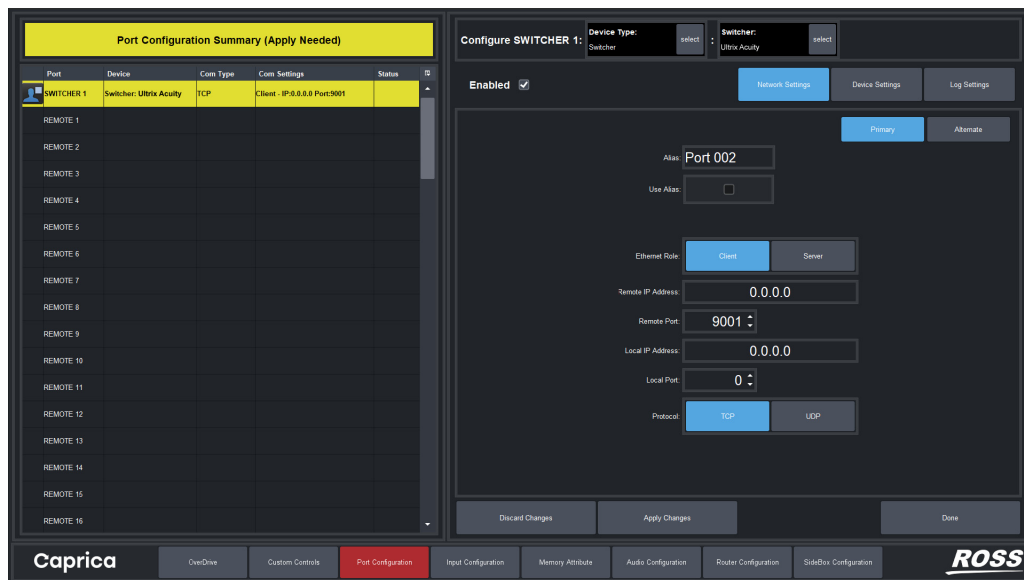 Port Configuration Summary (Apply Needed)
Port Device Com Type Com Settings Status
SWITCHER 1 Switcher: Ultrix Acuity TCP Client - IP:0.0.0.0 Port:9001
REMOTE 1
REMOTE 2
REMOTE 3
REMOTE 4
REMOTE 5
REMOTE 6
REMOTE 7
REMOTE 8
REMOTE 9
REMOTE 10
REMOTE 11
REMOTE 12
REMOTE 13
REMOTE 14
REMOTE 15
REMOTE 16
Configure SWITCHER 1: Device Type: Switcher select : Switcher: Ultrix Acuity select
Enabled Network Settings Device Settings Log Settings
Primary Alternate
Alias: Port 002
Use Alias:
Ethernet Role: Client Server
Remote IP Address: 0.0.0.0
Remote Port: 9001
Local IP Address: 0.0.0.0
Local Port: 0
Protocol: TCP UDP
Discard Changes Apply Changes Done
Caprica OverDrive Custom Controls Port Configuration Input Configuration Memory Attribute Audio Configuration Router Configuration SideBox Configuration ROSS